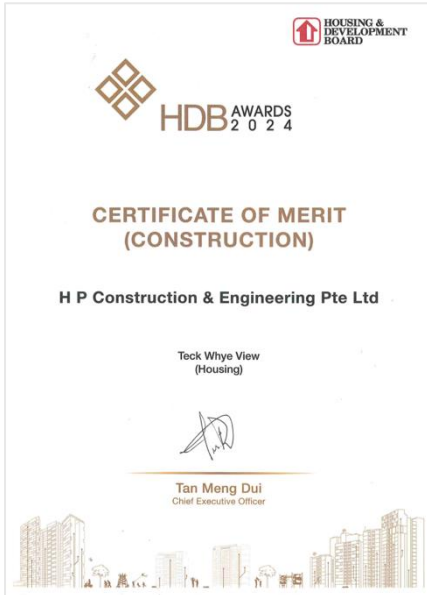 HOUSING &
DEVELOPMENT
BOARD
HDB AWARDS
2024
CERTIFICATE OF MERIT
(CONSTRUCTION)
H P Construction & Engineering Pte Ltd
Teck Whye View
(Housing)
Tan Meng Dui
Chief Executive Officer